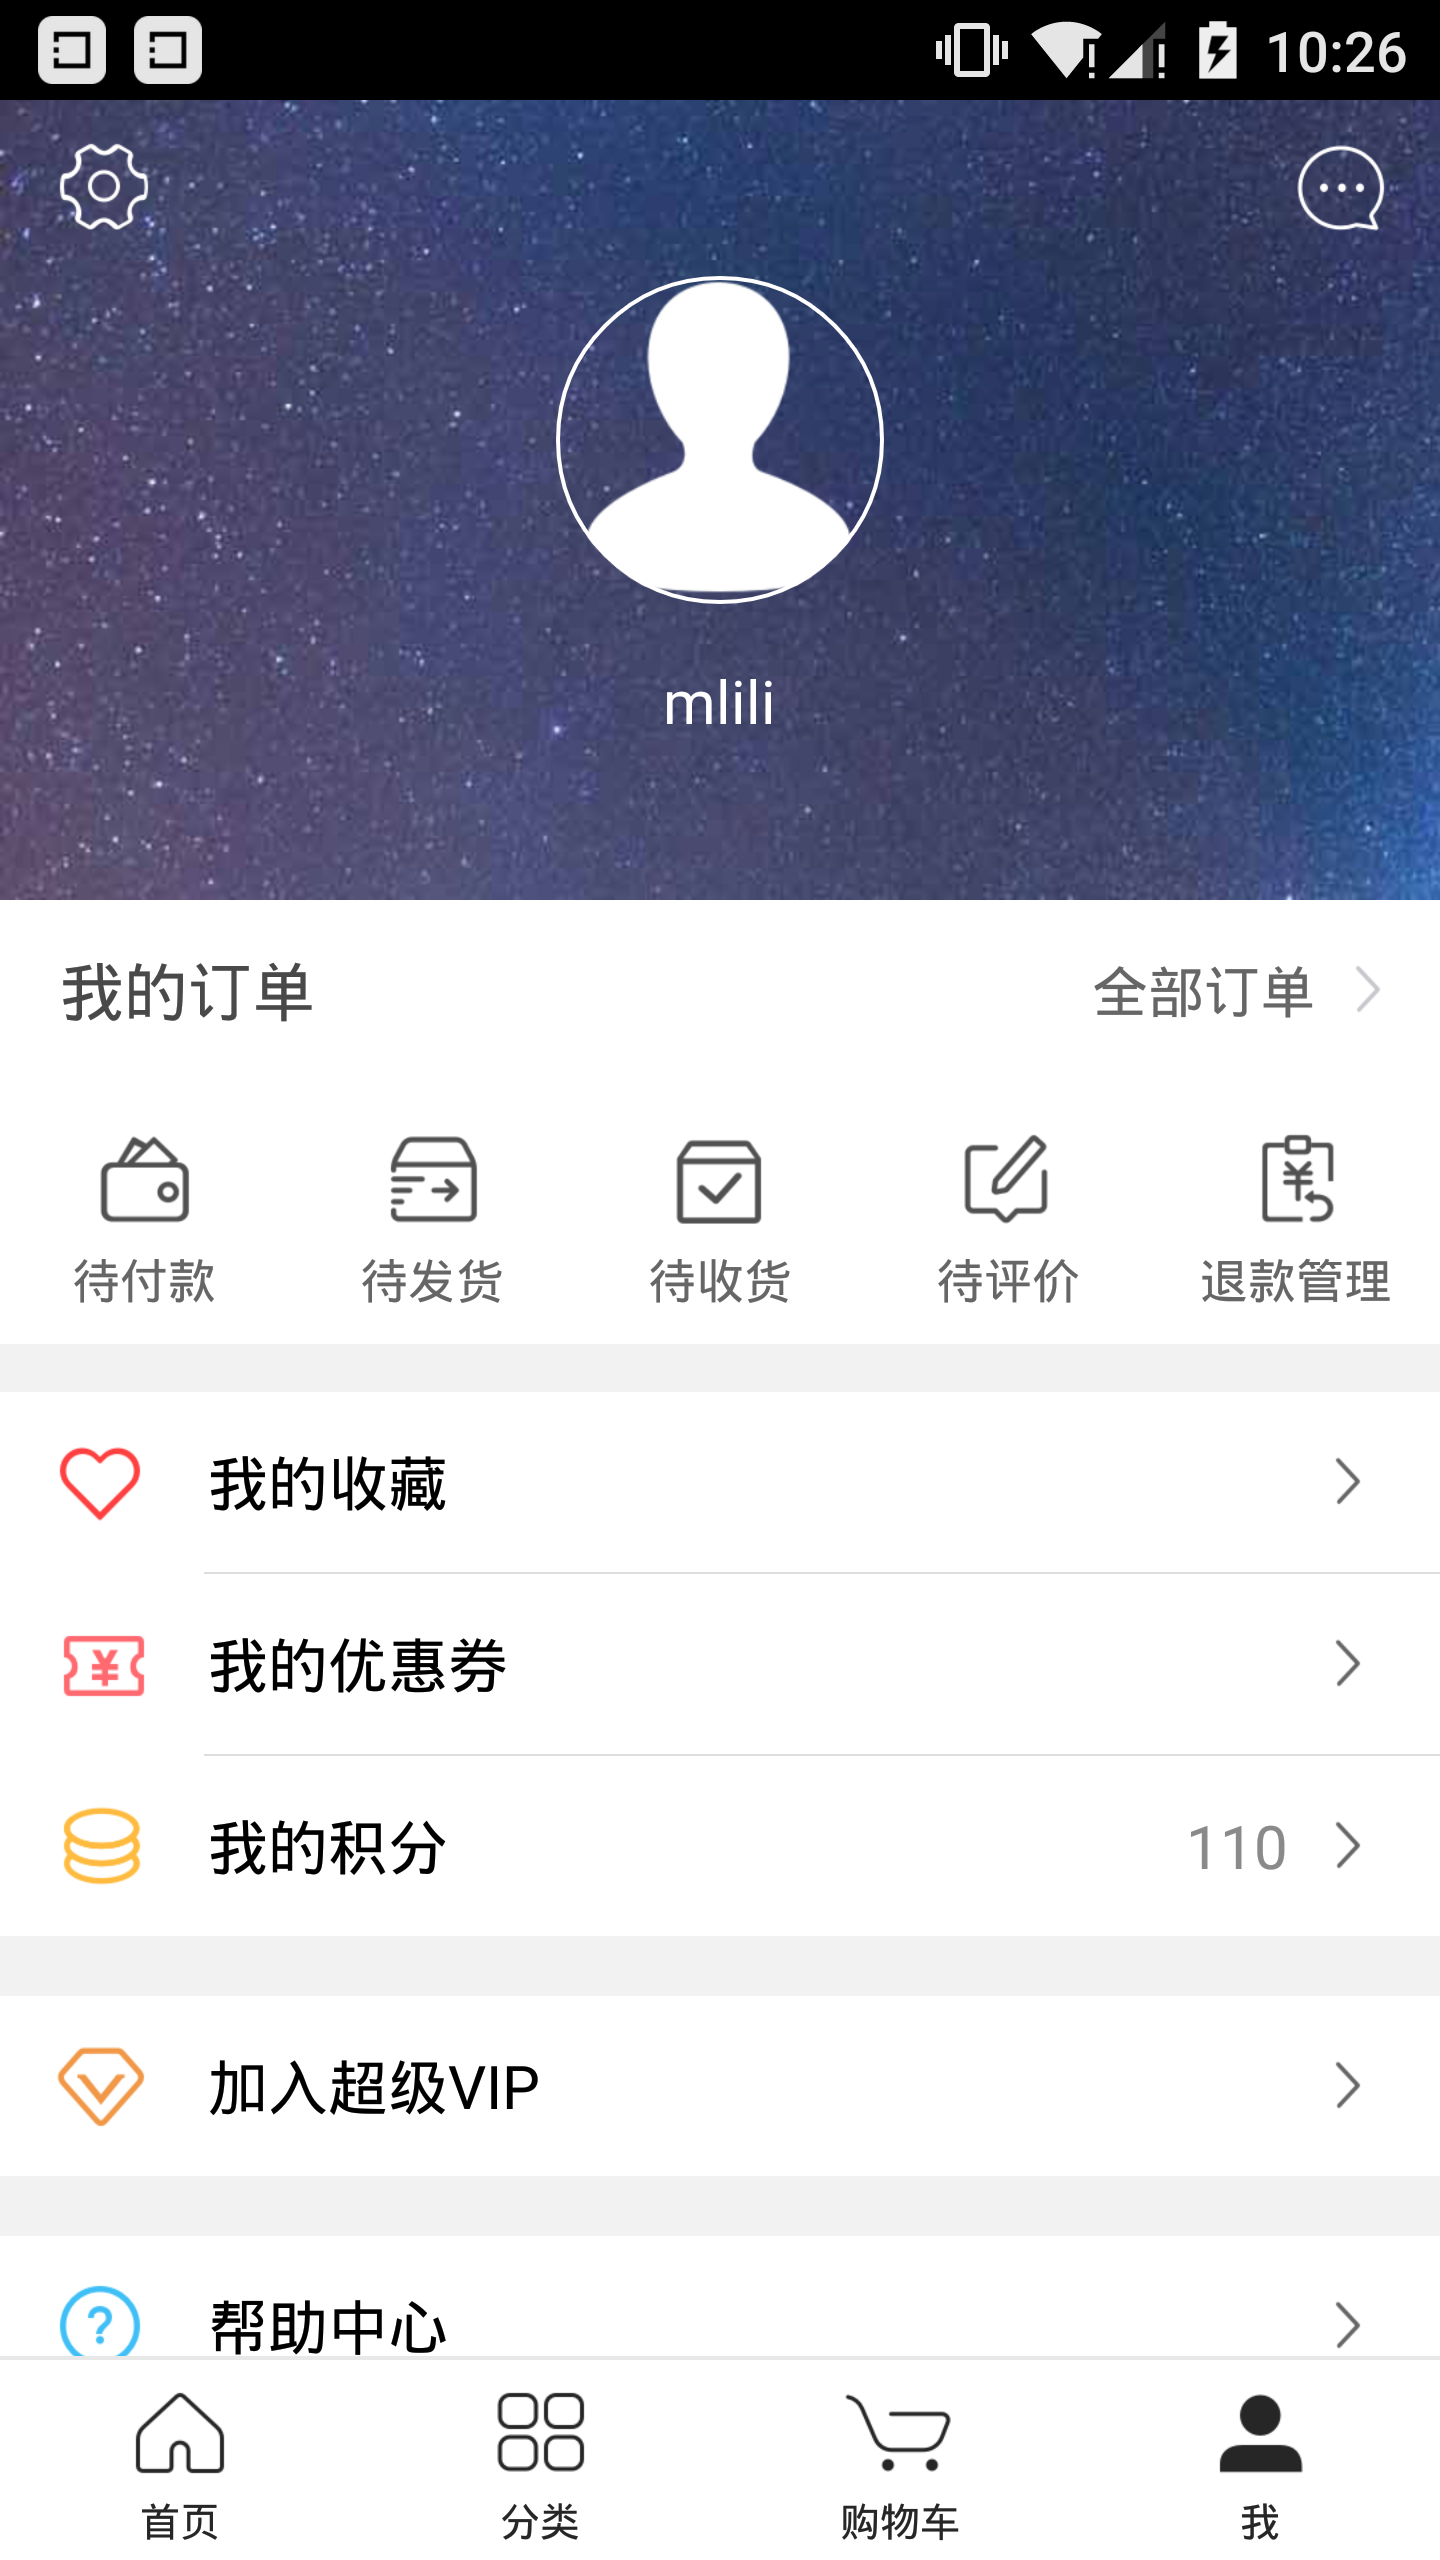 10:26
mlili
我的订单 全部订单
待付款 待发货 待收货 待评价 退款管理
我的收藏
我的优惠券
我的积分 110
加入超级VIP
帮助中心
首页 分类 购物车 我